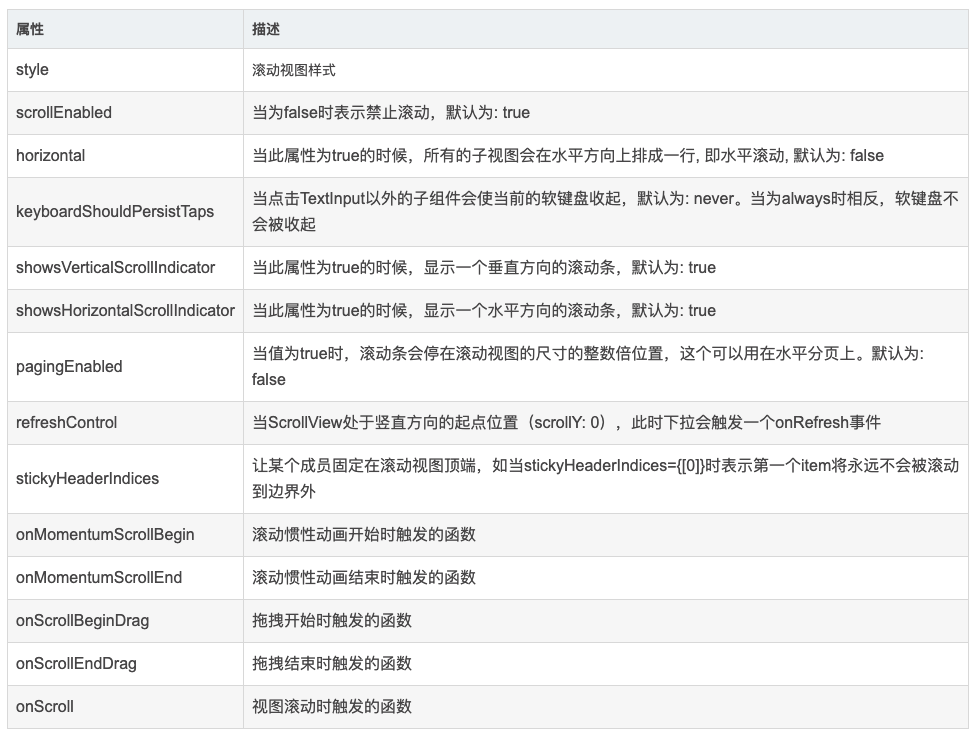 属性 描述
style 滚动视图样式
scrollEnabled 当为false时表示禁止滚动，默认为: true
horizontal 当此属性为true的时候，所有的子视图会在水平方向上排成一行, 即水平滚动, 默认为: false
keyboardShouldPersistTaps 当点击TextInput以外的子组件会使当前的软键盘收起，默认为: never。当为always时相反，软键盘不
会被收起
showsVerticalScrollIndicator 当此属性为true的时候，显示一个垂直方向的滚动条，默认为: true
showsHorizontalScrollIndicator 当此属性为true的时候，显示一个水平方向的滚动条，默认为: true
pagingEnabled 当值为true时，滚动条会停在滚动视图的尺寸的整数倍位置，这个可以用在水平分页上。默认为:
false
refreshControl 当ScrollView处于竖直方向的起点位置（scrollY: 0），此时下拉会触发一个onRefresh事件
stickyHeaderIndices 让某个成员固定在滚动视图顶端，如当stickyHeaderIndices={[0]}时表示第一个item将永远不会被滚动
到边界外
onMomentumScrollBegin 滚动惯性动画开始时触发的函数
onMomentumScrollEnd 滚动惯性动画结束时触发的函数
onScrollBeginDrag 拖拽开始时触发的函数
onScrollEndDrag 拖拽结束时触发的函数
onScroll 视图滚动时触发的函数